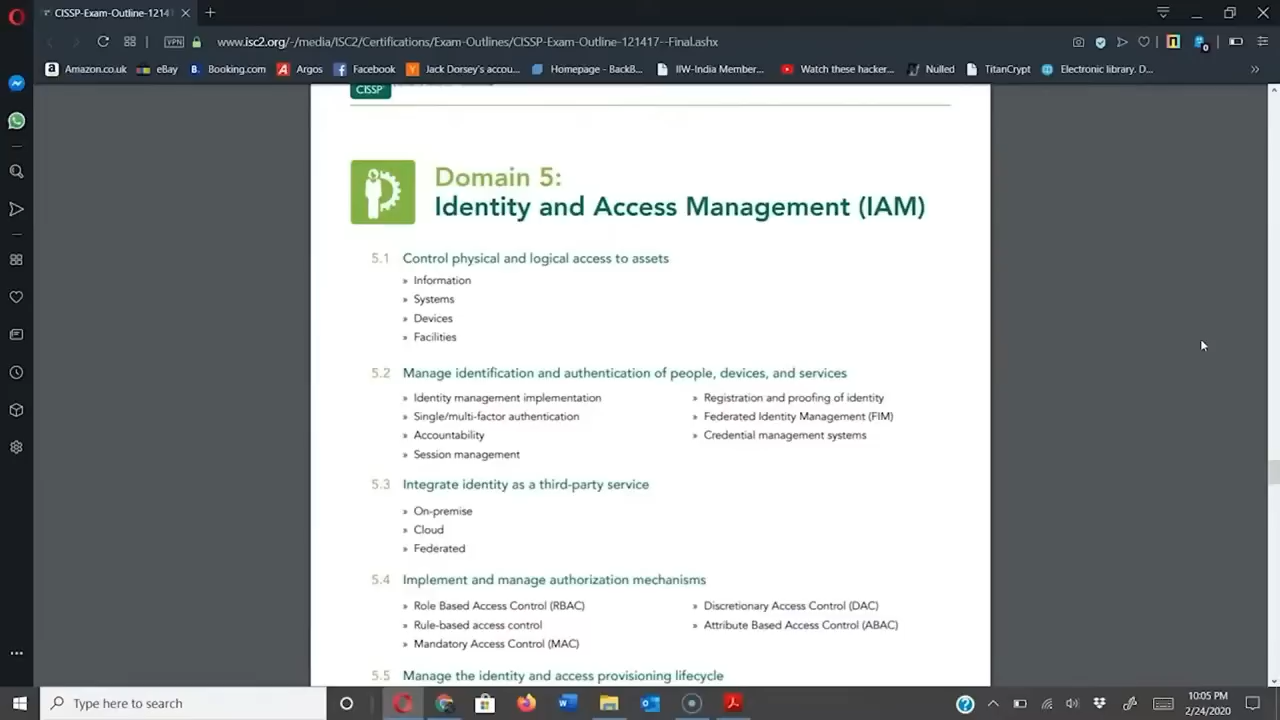 CISSP-Exam-Outline-12141
VPN
www.isc2.org/-/media/ISC2/Certifications/Exam-Outlines/CISSP-Exam-Outline-121417--Final.ashx
Amazon.co.uk eBay Booking.com Argos Facebook Jack Dorsey's accou... Homepage - BackB... IIW-India Member... Watch these hacker... Nulled TitanCrypt Electronic library. D...
CISSP
Domain 5:
Identity and Access Management (IAM)
5.1 Control physical and logical access to assets
» Information
» Systems
» Devices
» Facilities
5.2 Manage identification and authentication of people, devices, and services
» Identity management implementation
» Single/multi-factor authentication
» Accountability
» Session management
» Registration and proofing of identity
» Federated Identity Management (FIM)
» Credential management systems
5.3 Integrate identity as a third-party service
» On-premise
» Cloud
» Federated
5.4 Implement and manage authorization mechanisms
» Role Based Access Control (RBAC)
» Rule-based access control
» Mandatory Access Control (MAC)
» Discretionary Access Control (DAC)
» Attribute Based Access Control (ABAC)
5.5 Manage the identity and access provisioning lifecycle
Type here to search
10:05 PM
2/24/2020